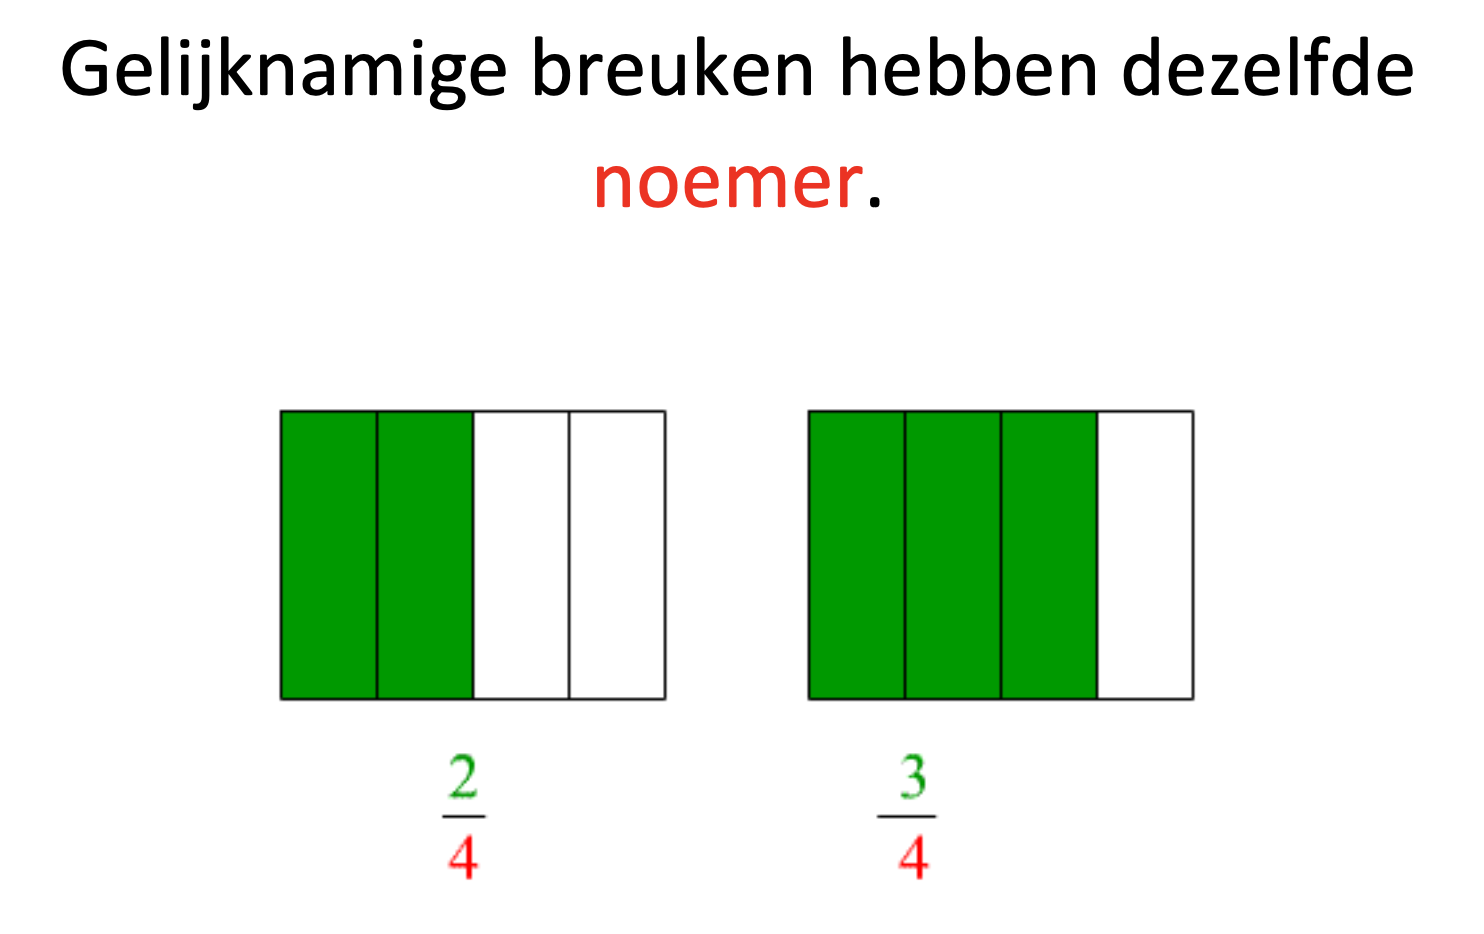 Gelijknamige breuken hebben dezelfde
noemer.
2 3
4 4